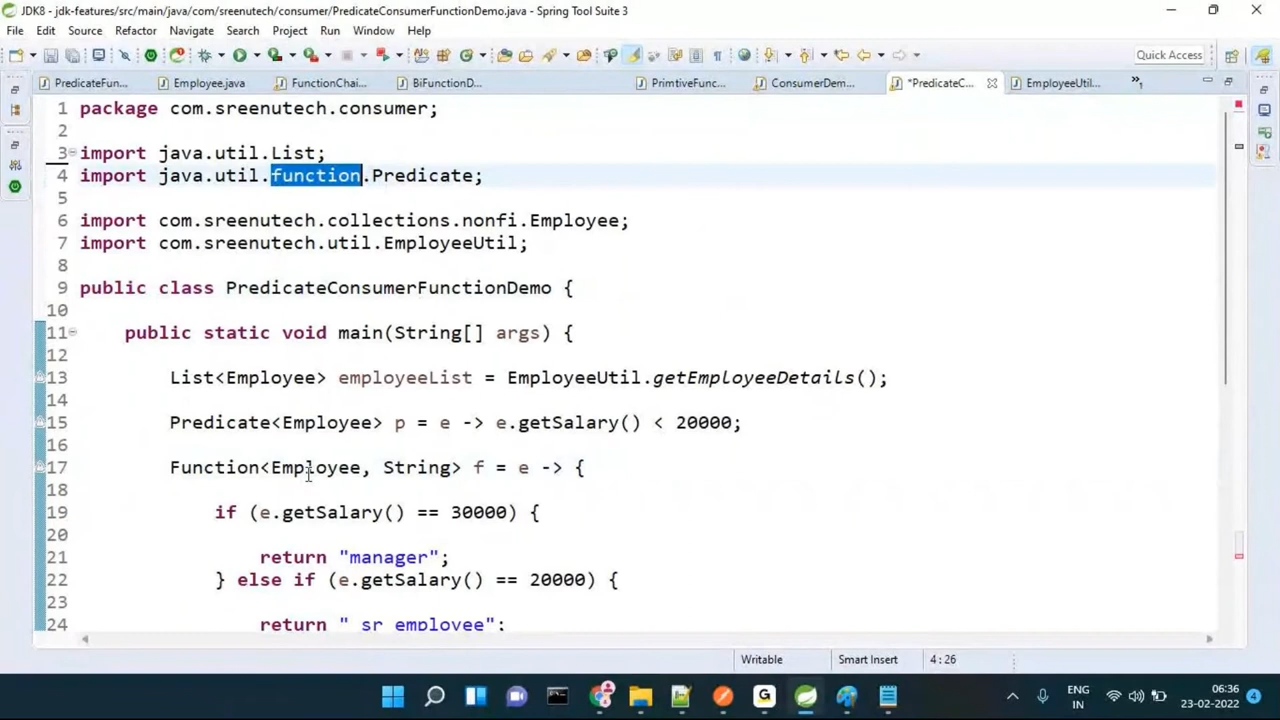 JDK8 - jdk-features/src/main/java/com/sreenutech/consumer/PredicateConsumerFunctionDemo.java - Spring Tool Suite 3
File Edit Source Refactor Navigate Search Project Run Window Help
Quick Access
PredicateFun... Employee.java FunctionChai... BiFunctionD... PrimtiveFunc... ConsumerDem... *PredicateC... EmployeeUtil... »1
1 package com.sreenutech.consumer;
2
3 import java.util.List;
4 import java.util.function.Predicate;
5
6 import com.sreenutech.collections.nonfi.Employee;
7 import com.sreenutech.util.EmployeeUtil;
8
9 public class PredicateConsumerFunctionDemo {
10
11 public static void main(String[] args) {
12
13 List<Employee> employeeList = EmployeeUtil.getEmployeeDetails();
14
15 Predicate<Employee> p = e -> e.getSalary() < 20000;
16
17 Function<Employee, String> f = e -> {
18
19 if (e.getSalary() == 30000) {
20
21 return "manager";
22 } else if (e.getSalary() == 20000) {
23
24 return " sr employee";
Writable Smart Insert 4 : 26
ENG
IN
06:36
23-02-2022
4